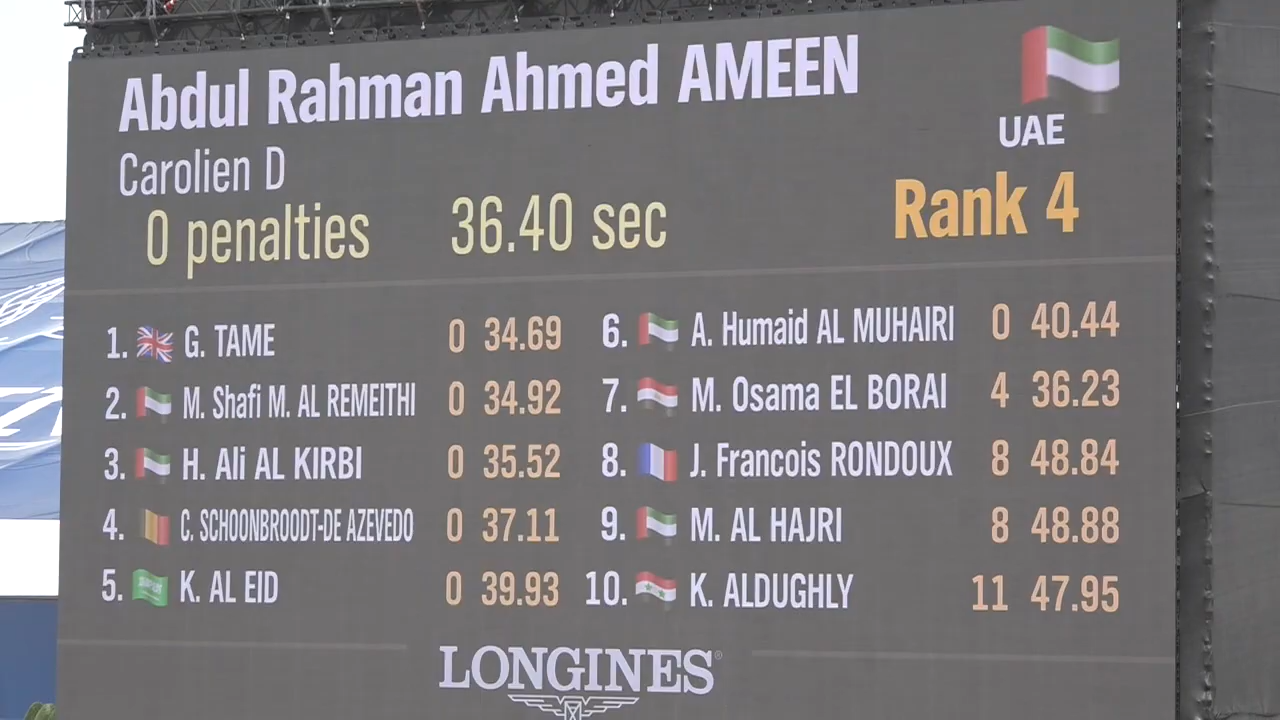 Abdul Rahman Ahmed AMEEN
UAE
Carolien D
0 penalties 36.40 sec Rank 4
1. G. TAME 0 34.69
2. M. Shafi M. AL REMEITHI 0 34.92
3. H. Ali AL KIRBI 0 35.52
4. C. SCHOONBROODT-DE AZEVEDO 0 37.11
5. K. AL EID 0 39.93
6. A. Humaid AL MUHAIRI 0 40.44
7. M. Osama EL BORAI 4 36.23
8. J. Francois RONDOUX 8 48.84
9. M. AL HAJRI 8 48.88
10. K. ALDUGHLY 11 47.95
LONGINES®